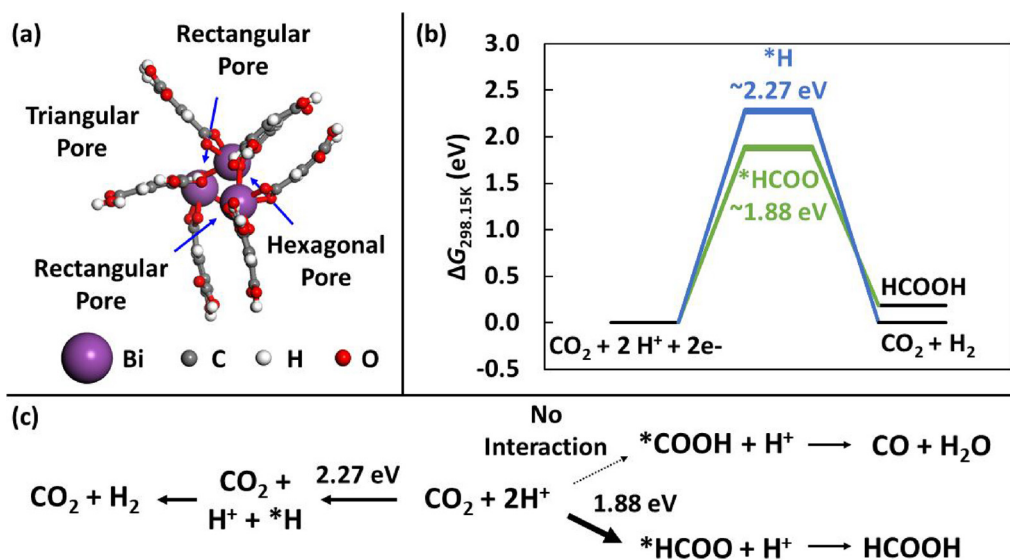 (a)
Rectangular
Pore
Triangular
Pore
Rectangular
Pore
Hexagonal
Pore
Bi
C
H
O
(b)
3.0
2.5
2.0
1.5
1.0
0.5
0.0
-0.5
ΔG298.15K (eV)
*H
~2.27 eV
*HCOO
~1.88 eV
HCOOH
CO2 + 2 H+ + 2e-
CO2 + H2
(c)
No
Interaction
*COOH + H+ → CO + H2O
CO2 + H2 ← CO2 + H+ + *H
2.27 eV
CO2 + 2H+
1.88 eV
*HCOO + H+ → HCOOH